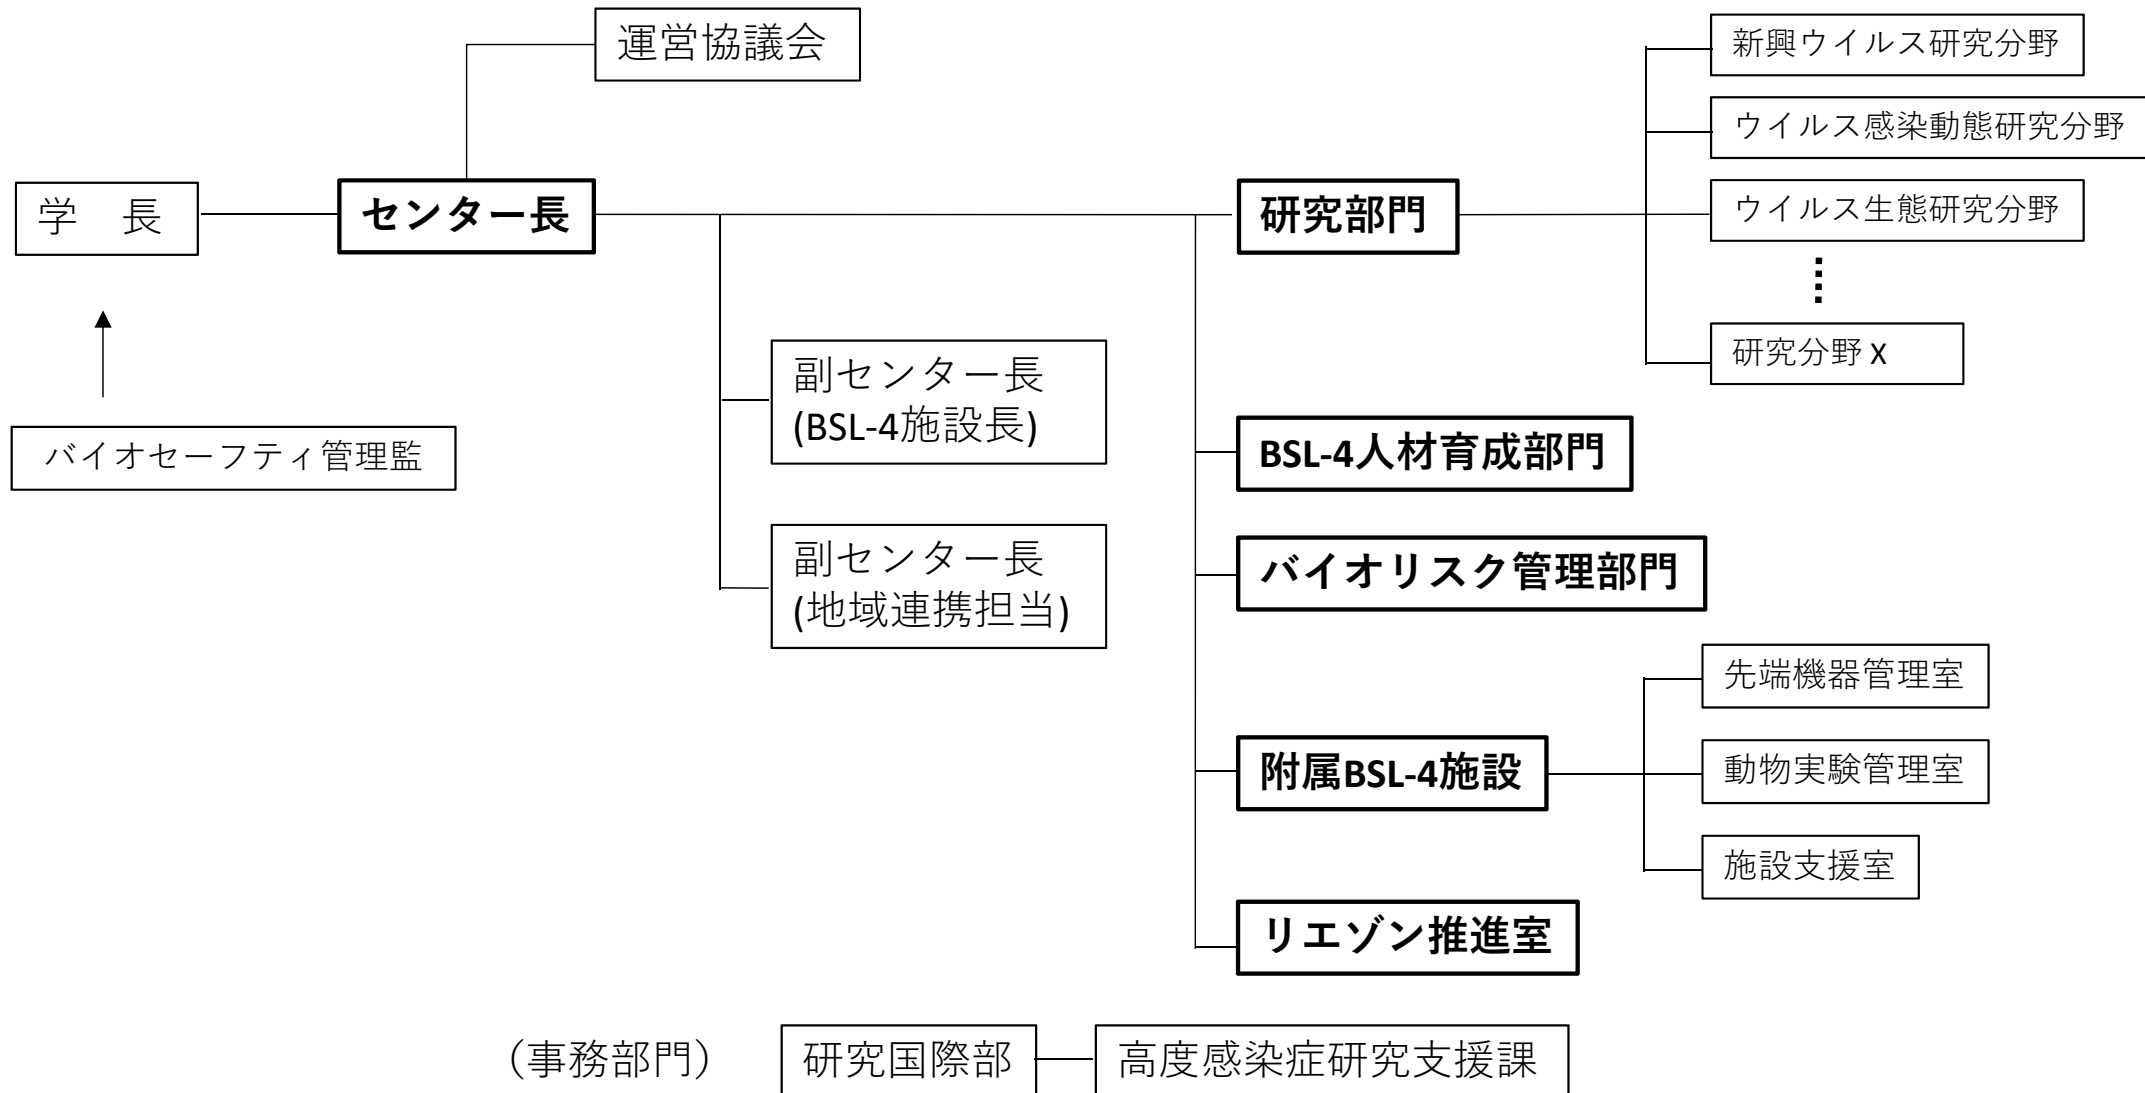 運営協議会
学　長
センター長
バイオセーフティ管理監
副センター長
(BSL-4施設長)
副センター長
(地域連携担当)
研究部門
新興ウイルス研究分野
ウイルス感染動態研究分野
ウイルス生態研究分野
研究分野 X
BSL-4人材育成部門
バイオリスク管理部門
附属BSL-4施設
先端機器管理室
動物実験管理室
施設支援室
リエゾン推進室
（事務部門）
研究国際部
高度感染症研究支援課